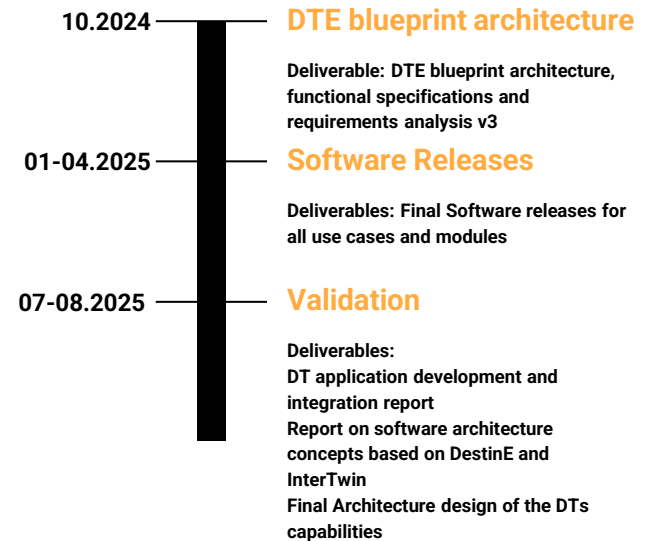 10.2024
DTE blueprint architecture
Deliverable: DTE blueprint architecture,
functional specifications and
requirements analysis v3
01-04.2025
Software Releases
Deliverables: Final Software releases for
all use cases and modules
07-08.2025
Validation
Deliverables:
DT application development and
integration report
Report on software architecture
concepts based on DestinE and
InterTwin
Final Architecture design of the DTs
capabilities